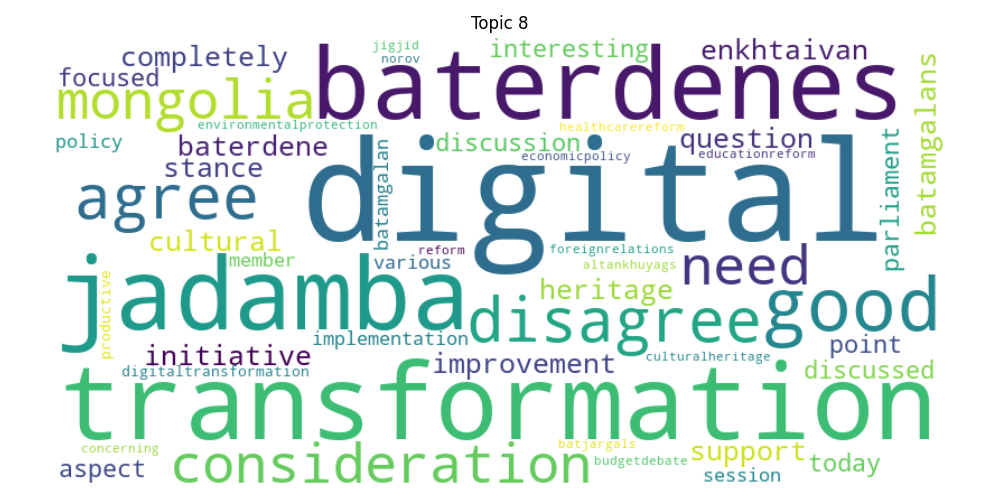 Topic 8
completely jigjid norov interesting enkhtaivan
focused baterdenes
mongolia batamgalans
environmentalprotection healthcarereform
policy baterdene discussion question parliament
stance batamgalan economicpolicy educationreform
agree digital
cultural reform foreignrelations
member various altankhuyags need
jadamba heritage good
productive disagree
implementation point
initiative improvement culturalheritage
digitaltransformation discussed
transformation
concerning batjargals support
aspect consideration budgetdebate session today